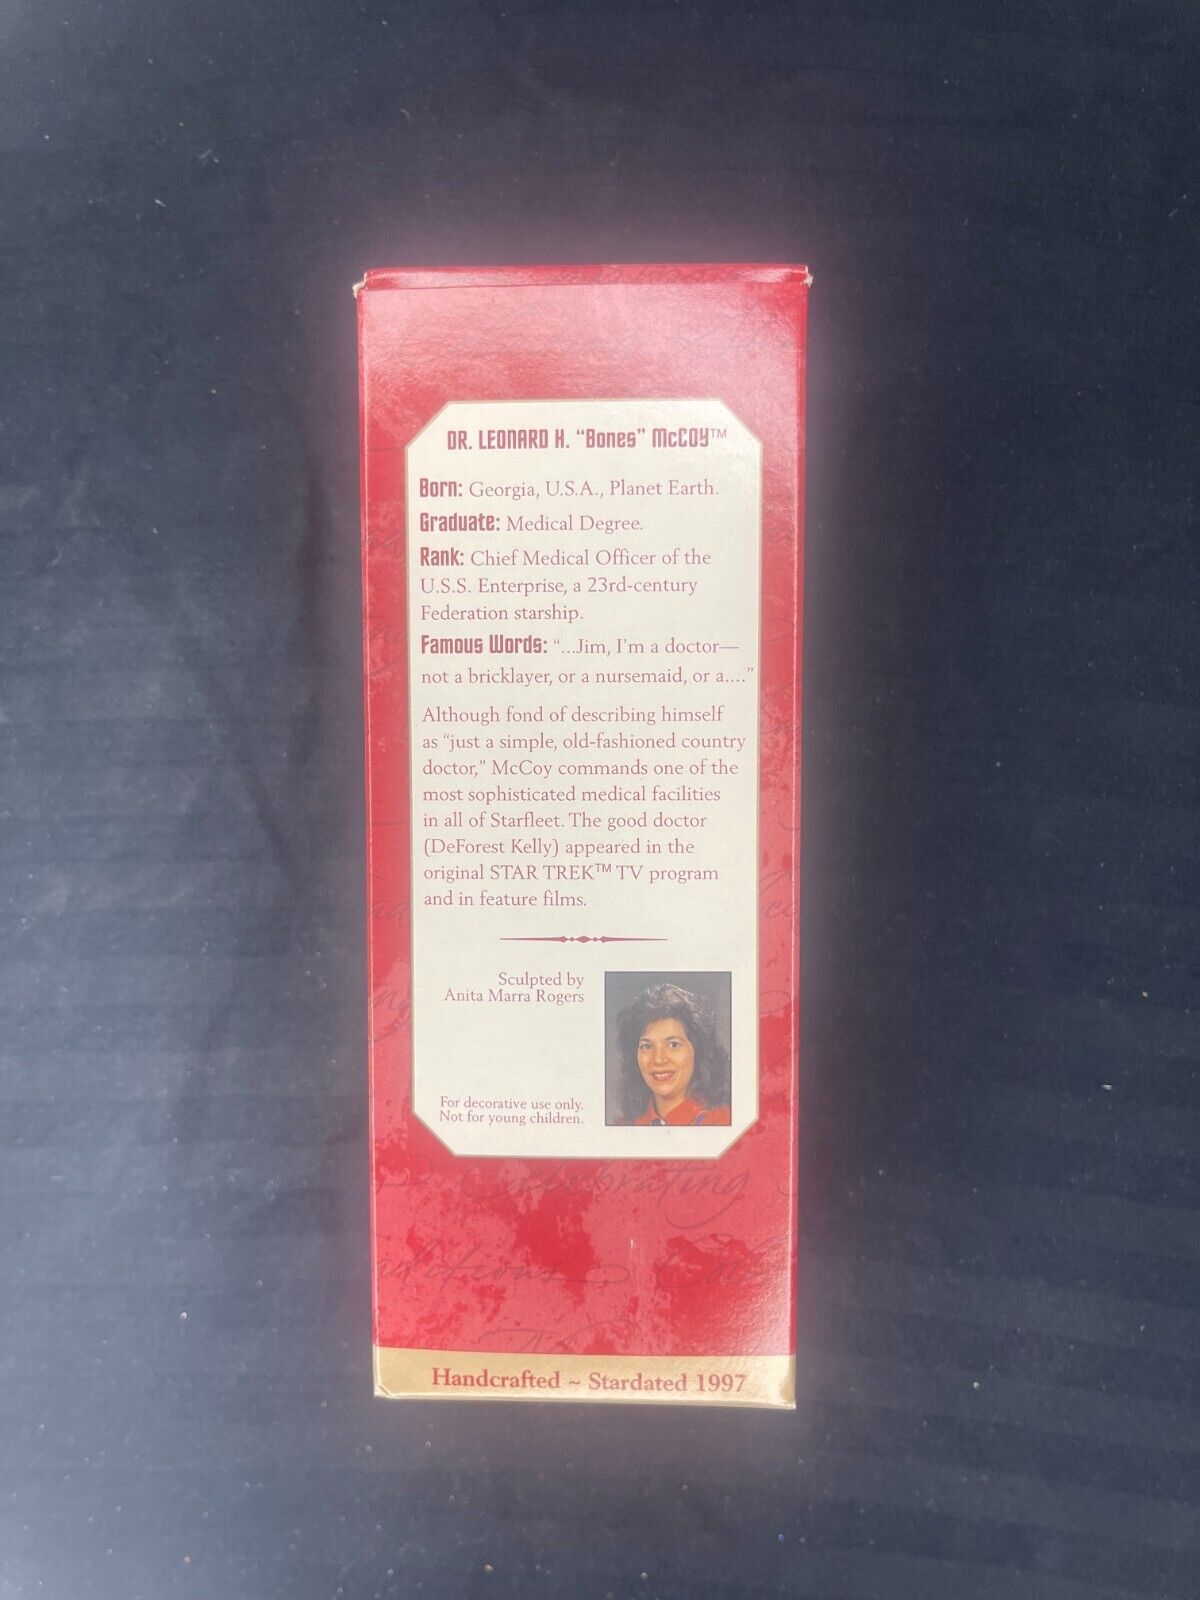 DR. LEONARD H. "Bones" McCOY™
Born: Georgia, U.S.A., Planet Earth.
Graduate: Medical Degree.
Rank: Chief Medical Officer of the
U.S.S. Enterprise, a 23rd-century
Federation starship.
Famous Words: "...Jim, I'm a doctor—
not a bricklayer, or a nursemaid, or a...."
Although fond of describing himself
as "just a simple, old-fashioned country
doctor," McCoy commands one of the
most sophisticated medical facilities
in all of Starfleet. The good doctor
(DeForest Kelly) appeared in the
original STAR TREK™ TV program
and in feature films.
Sculpted by
Anita Marra Rogers
For decorative use only.
Not for young children.
Celebrating
Handcrafted ~ Stardated 1997